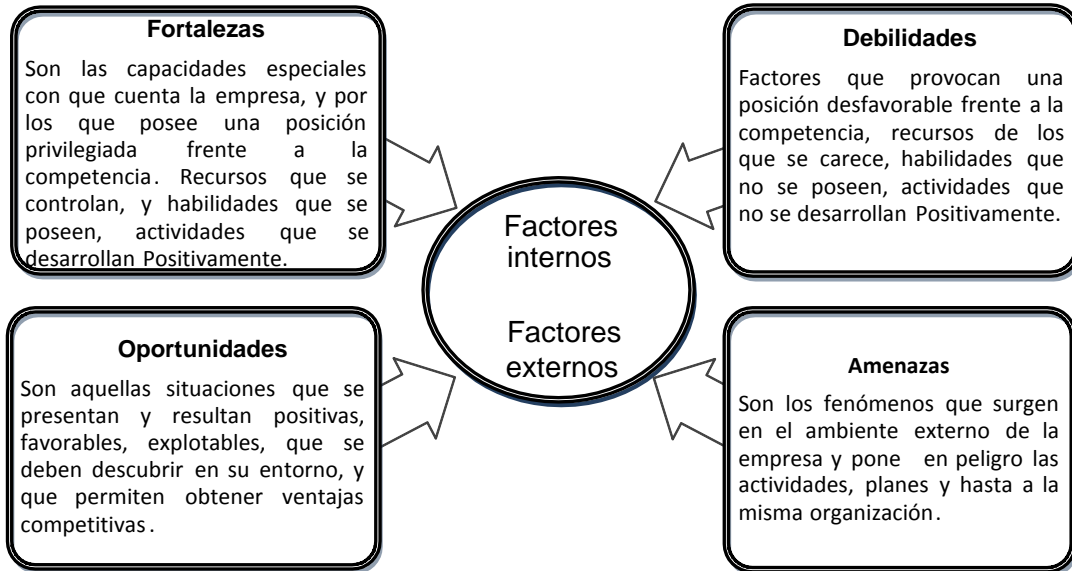 Fortalezas
Son las capacidades especiales
con que cuenta la empresa, y por
los que posee una posición
privilegiada frente a la
competencia. Recursos que se
controlan, y habilidades que se
poseen, actividades que se
desarrollan Positivamente.
Debilidades
Factores que provocan una
posición desfavorable frente a la
competencia, recursos de los
que se carece, habilidades que
no se poseen, actividades que
no se desarrollan Positivamente.
Factores
internos
Factores
externos
Oportunidades
Son aquellas situaciones que se
presentan y resultan positivas,
favorables, explotables, que se
deben descubrir en su entorno, y
que permiten obtener ventajas
competitivas.
Amenazas
Son los fenómenos que surgen
en el ambiente externo de la
empresa y pone en peligro las
actividades, planes y hasta a la
misma organización.